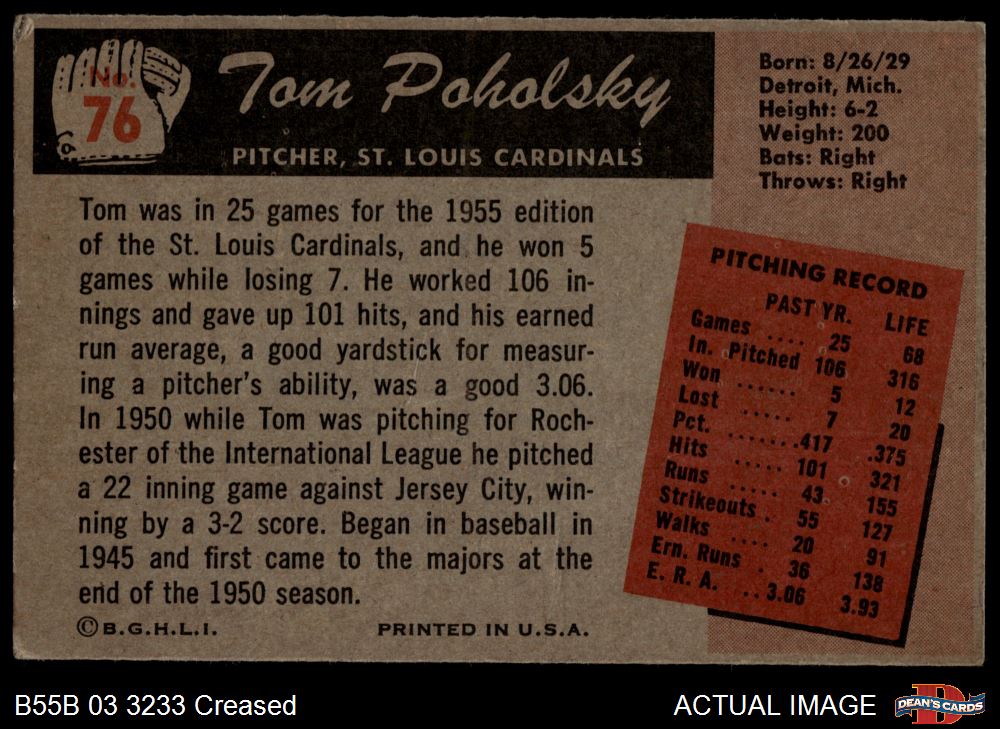 No.
76
Tom Poholsky
PITCHER, ST. LOUIS CARDINALS
Born: 8/26/29
Detroit, Mich.
Height: 6-2
Weight: 200
Bats: Right
Throws: Right
Tom was in 25 games for the 1955 edition
of the St. Louis Cardinals, and he won 5
games while losing 7. He worked 106 in-
nings and gave up 101 hits, and his earned
run average, a good yardstick for measur-
ing a pitcher's ability, was a good 3.06.
In 1950 while Tom was pitching for Roch-
ester of the International League he pitched
a 22 inning game against Jersey City, win-
ning by a 3-2 score. Began in baseball in
1945 and first came to the majors at the
end of the 1950 season.
©B.G.H.L.I. PRINTED IN U.S.A.
PITCHING RECORD
PAST YR. LIFE
Games .... 25 68
In. Pitched 106 316
Won ...... 5 12
Lost ..... 7 20
Pct. .......417 .375
Hits ..... 101 321
Runs ..... 43 155
Strikeouts . 55 127
Walks .... 20 91
Ern. Runs . 36 138
E. R. A. .. 3.06 3.93
B55B 03 3233 Creased
ACTUAL IMAGE
D
DEAN'S CARDS